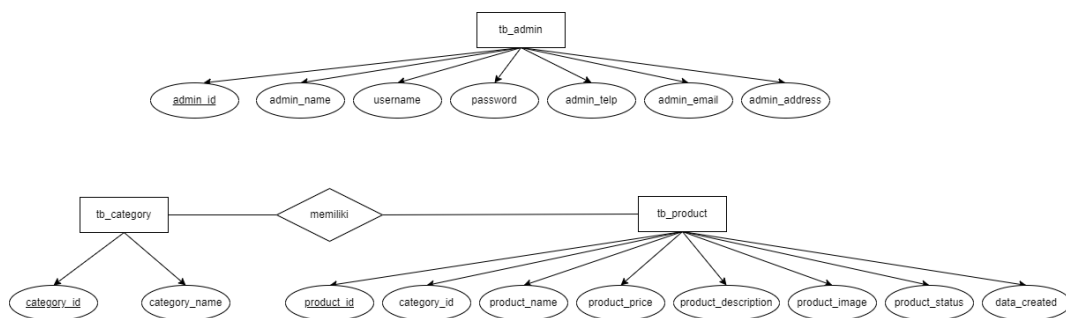 tb_admin
admin_id
admin_name
username
password
admin_telp
admin_email
admin_address
tb_category
memiliki
tb_product
category_id
category_name
product_id
category_id
product_name
product_price
product_description
product_image
product_status
data_created